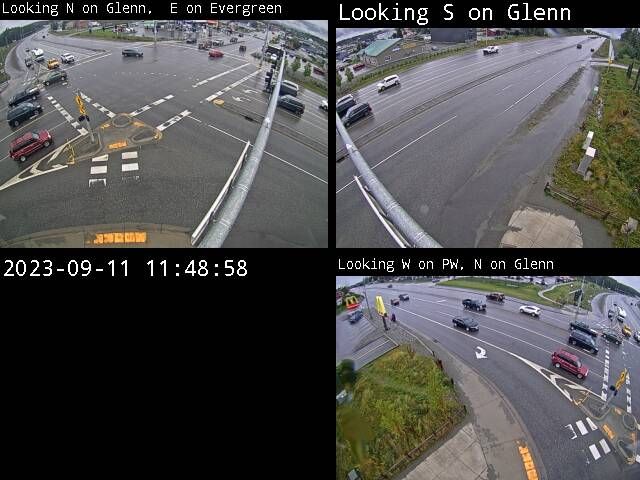 Looking N on Glenn,  E on Evergreen
Looking S on Glenn
2023-09-11 11:48:58
Looking W on PW, N on Glenn